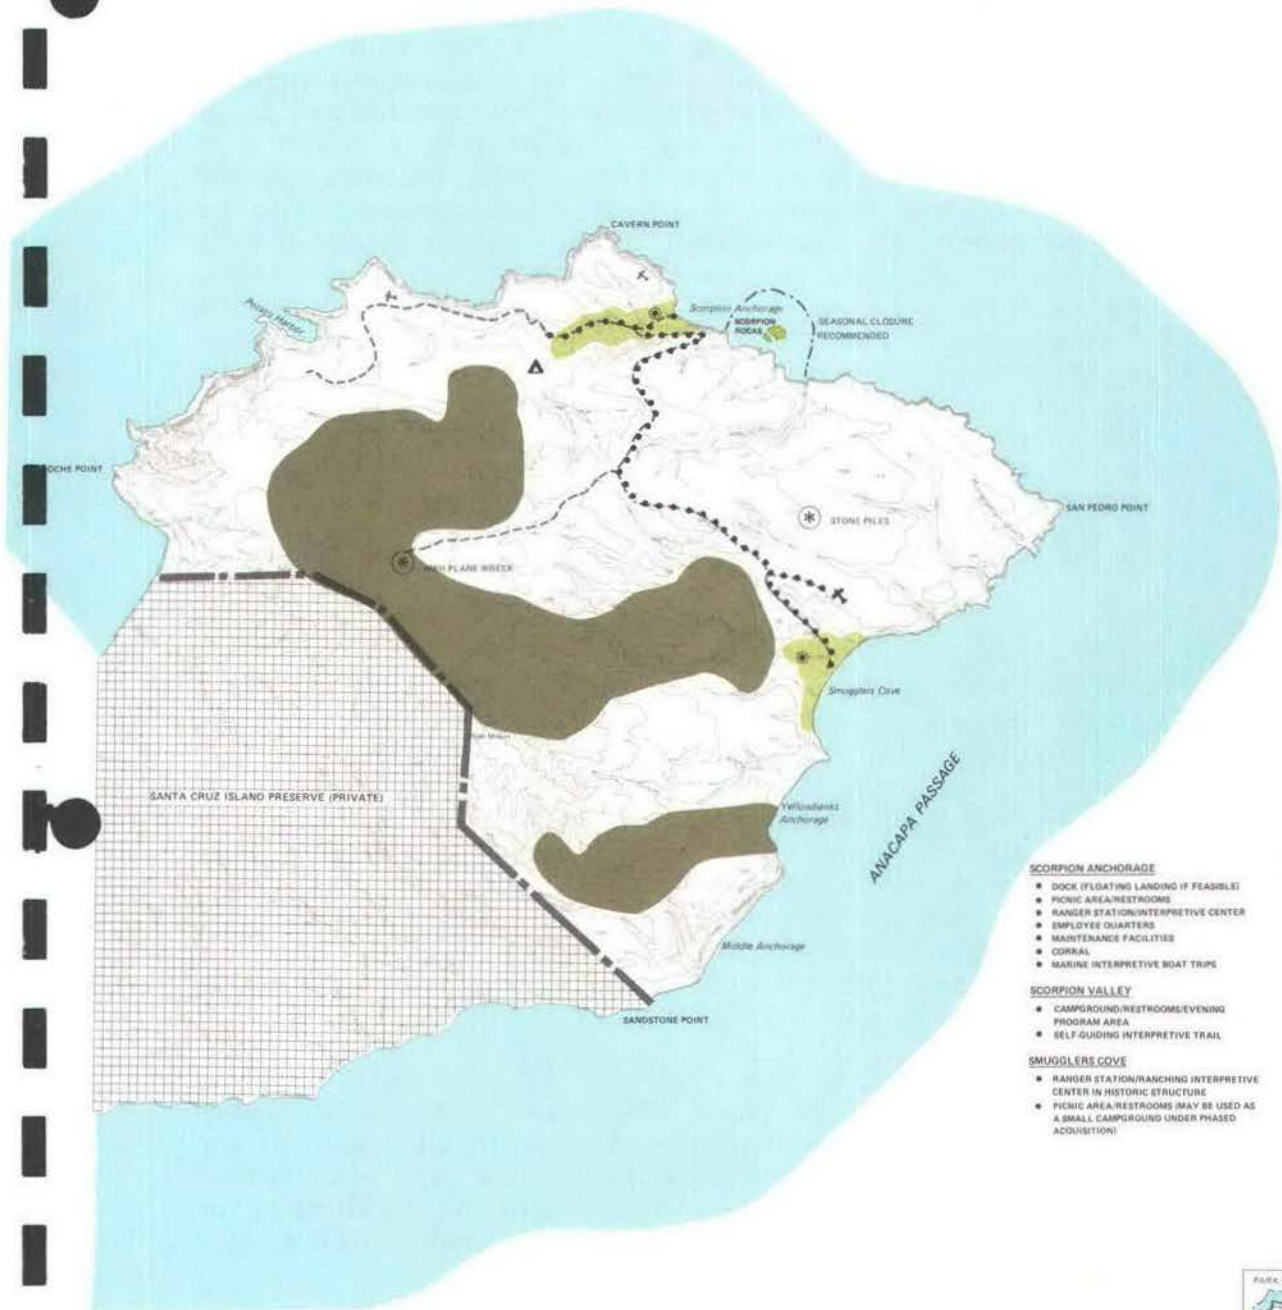 CAVERN POINT
Scorpion Anchorage
SCORPION
ROCKS
SEASONAL CLOSURE
RECOMMENDED
Harbor
OCHE POINT
SAN PEDRO POINT
STONE PILES
PLANE WRECK
Smugglers Cove
SANTA CRUZ ISLAND PRESERVE (PRIVATE)
Yellowbanks
Anchorage
ANACAPA PASSAGE
Middle Anchorage
SANDSTONE POINT
SCORPION ANCHORAGE
• DOCK (FLOATING LANDING IF FEASIBLE)
• PICNIC AREA/RESTROOMS
• RANGER STATION/INTERPRETIVE CENTER
• EMPLOYEE QUARTERS
• MAINTENANCE FACILITIES
• CORRAL
• MARINE INTERPRETIVE BOAT TRIPS
SCORPION VALLEY
• CAMPGROUND/RESTROOMS/EVENING
PROGRAM AREA
• SELF-GUIDING INTERPRETIVE TRAIL
SMUGGLERS COVE
• RANGER STATION/RANCHING INTERPRETIVE
CENTER IN HISTORIC STRUCTURE
• PICNIC AREA/RESTROOMS (MAY BE USED AS
A SMALL CAMPGROUND UNDER PHASED
ACQUISITION)
PARK